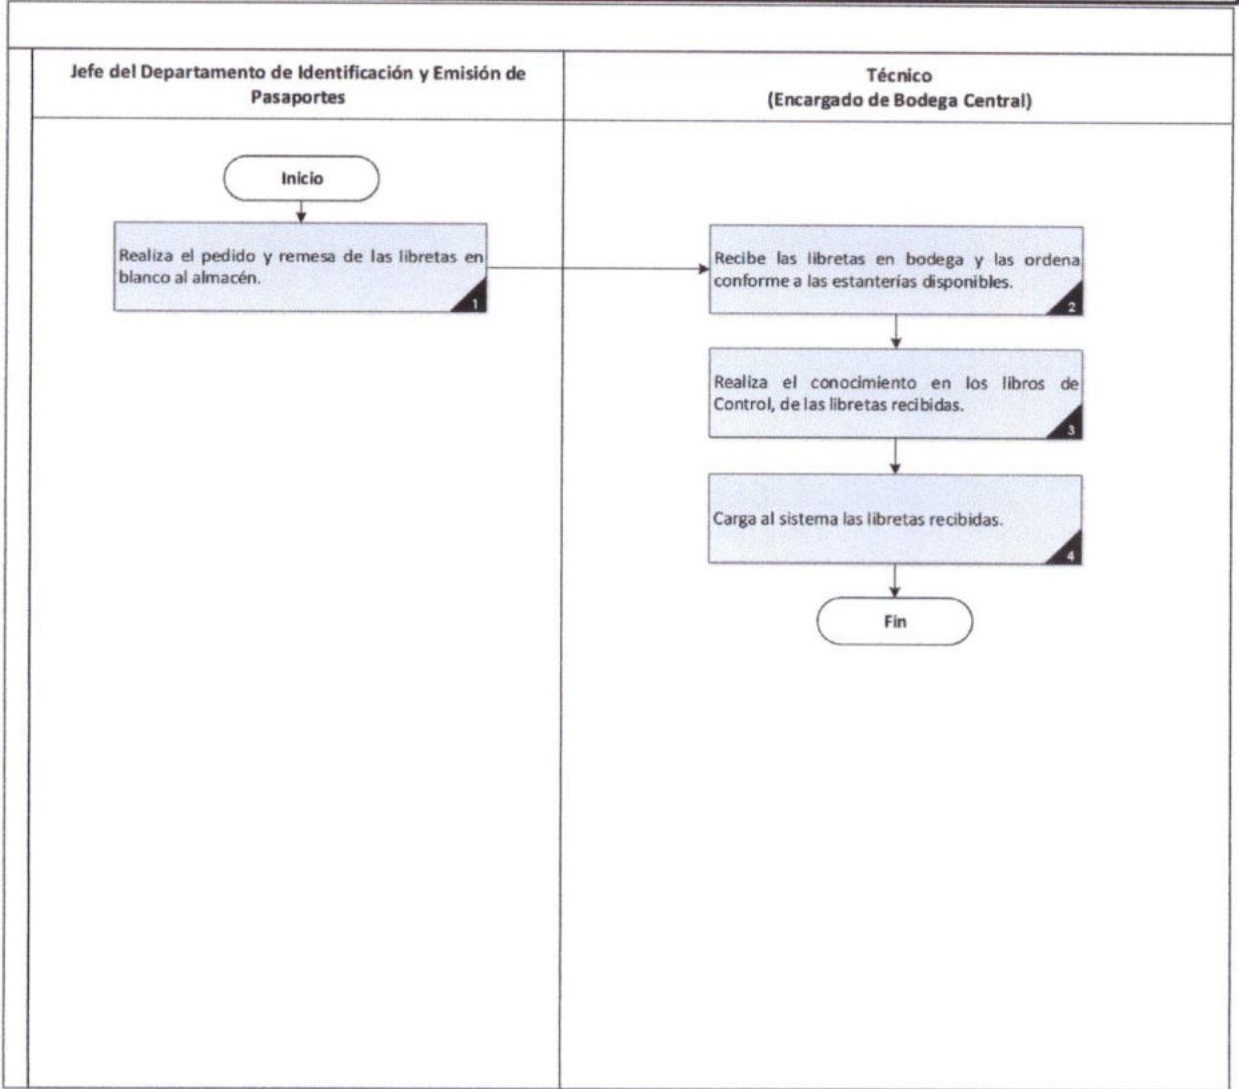 Jefe del Departamento de Identificación y Emisión de
Pasaportes
Técnico
(Encargado de Bodega Central)
Inicio
Realiza el pedido y remesa de las libretas en
blanco al almacén.
1
Recibe las libretas en bodega y las ordena
conforme a las estanterías disponibles.
2
Realiza el conocimiento en los libros de
Control, de las libretas recibidas.
3
Carga al sistema las libretas recibidas.
4
Fin